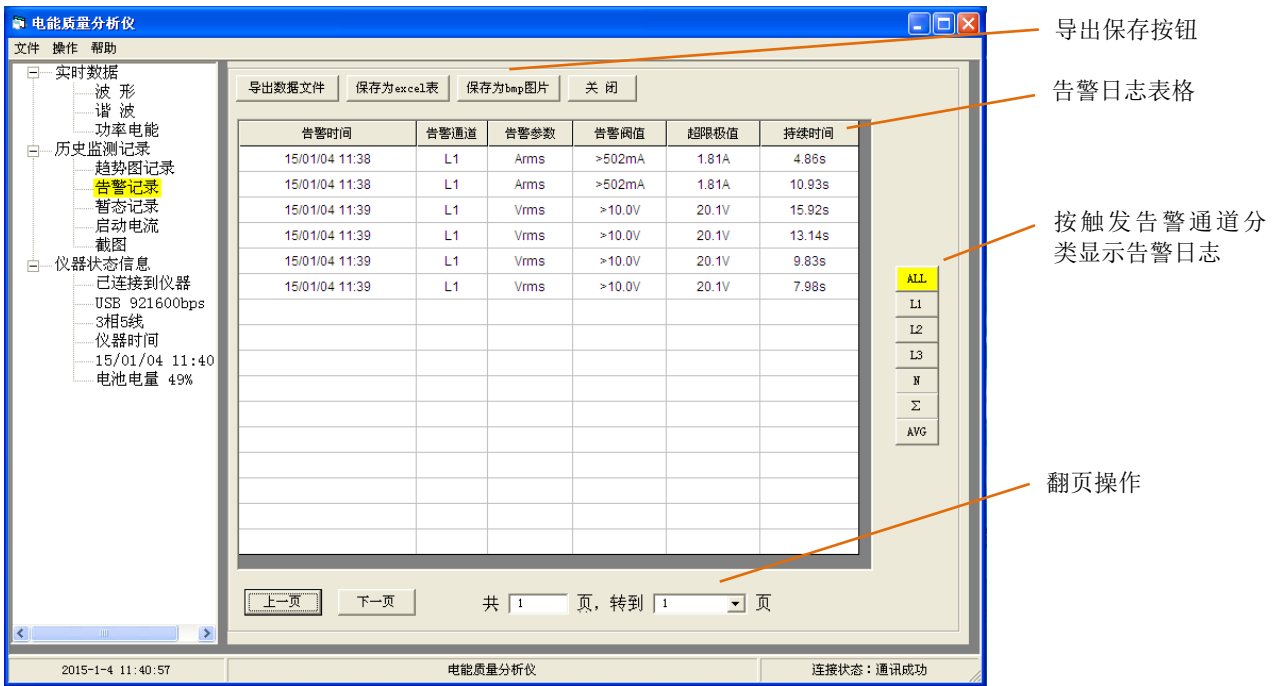 电能质量分析仪
文件 操作 帮助
实时数据
波 形
谐 波
功率电能
历史监测记录
趋势图记录
告警记录
暂态记录
启动电流
截图
仪器状态信息
已连接到仪器
USB 921600bps
3相5线
仪器时间
15/01/04 11:40
电池电量 49%
导出数据文件 保存为excel表 保存为bmp图片 关 闭
告警时间 告警通道 告警参数 告警阀值 超限极值 持续时间
15/01/04 11:38 L1 Arms >502mA 1.81A 4.86s
15/01/04 11:38 L1 Arms >502mA 1.81A 10.93s
15/01/04 11:39 L1 Vrms >10.0V 20.1V 15.92s
15/01/04 11:39 L1 Vrms >10.0V 20.1V 13.14s
15/01/04 11:39 L1 Vrms >10.0V 20.1V 9.83s
15/01/04 11:39 L1 Vrms >10.0V 20.1V 7.98s
ALL
L1
L2
L3
N
Σ
AVG
上一页 下一页 共 1 页, 转到 1 页
2015-1-4 11:40:57 电能质量分析仪 连接状态：通讯成功
导出保存按钮
告警日志表格
按触发告警通道分
类显示告警日志
翻页操作